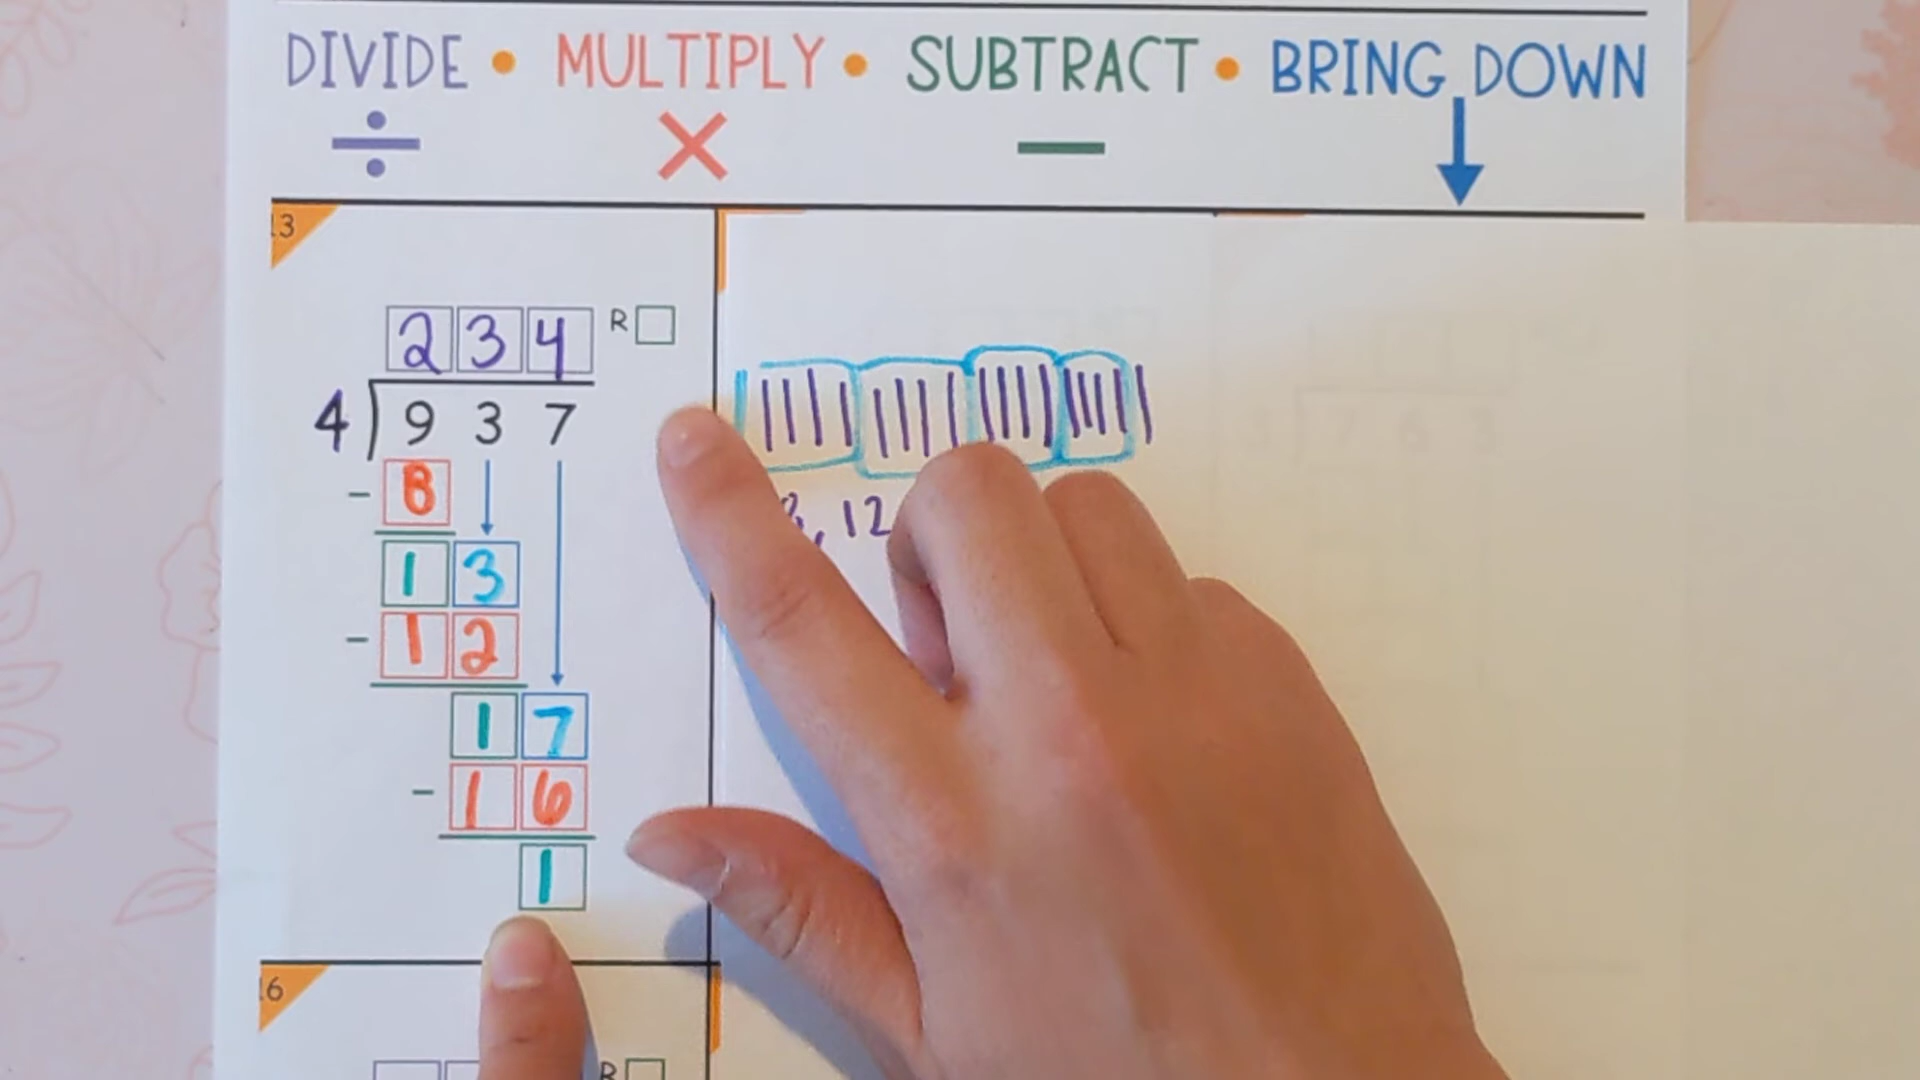 DIVIDE • MULTIPLY • SUBTRACT • BRING DOWN
÷ × —
13
2 3 4 R
4 9 3 7
- 8
1 3
- 1 2
8, 12
1 7
- 1 6
1
16
R